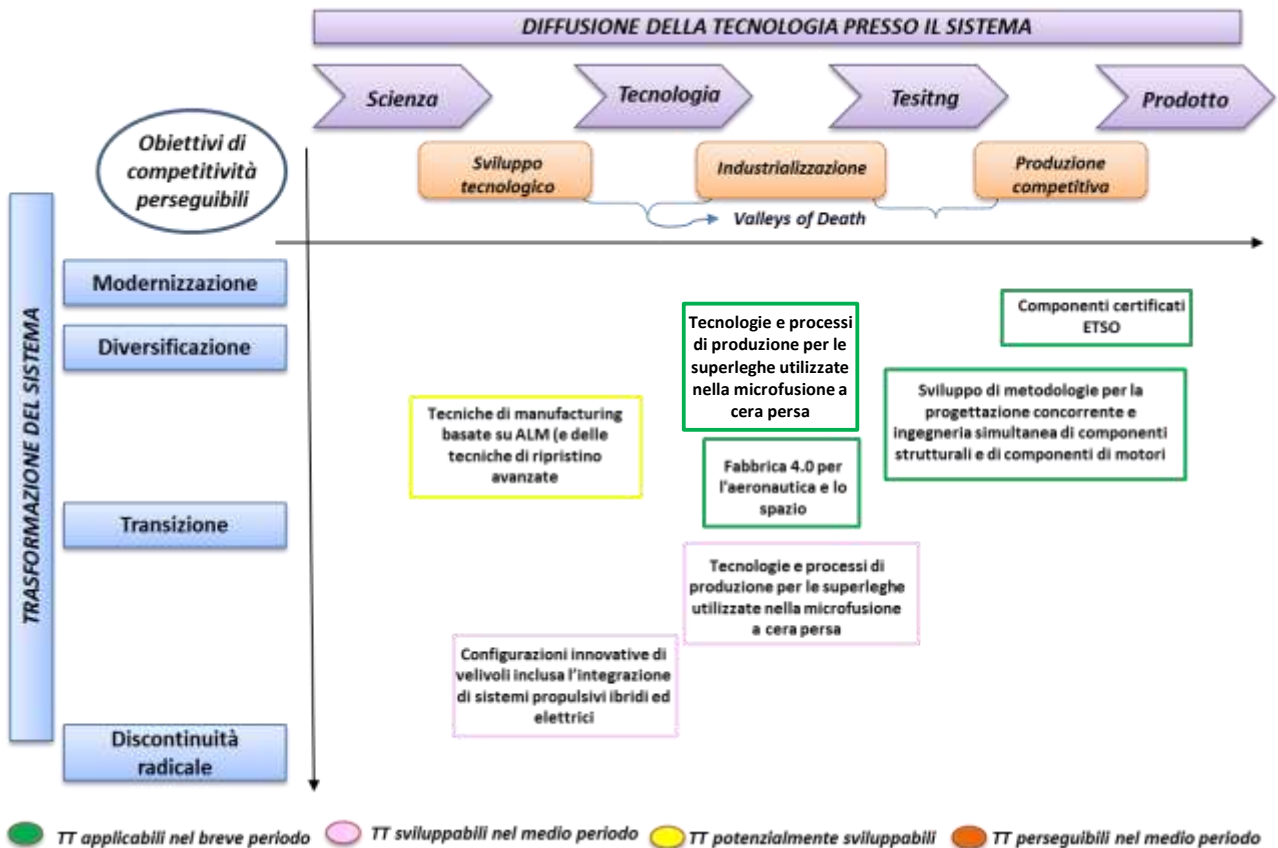 DIFFUSIONE DELLA TECNOLOGIA PRESSO IL SISTEMA
Scienza
Tecnologia
Tesitng
Prodotto
Obiettivi di
competitività
perseguibili
Sviluppo
tecnologico
Industrializzazione
Produzione
competitiva
Valleys of Death
TRASFORMAZIONE DEL SISTEMA
Modernizzazione
Diversificazione
Transizione
Discontinuità
radicale
Componenti certificati
ETSO
Tecnologie e processi
di produzione per le
superleghe utilizzate
nella microfusione a
cera persa
Sviluppo di metodologie per la
progettazione concorrente e
ingegneria simultanea di componenti
strutturali e di componenti di motori
Tecniche di manufacturing
basate su ALM (e delle
tecniche di ripristino
avanzate
Fabbrica 4.0 per
l'aeronautica e lo
spazio
Tecnologie e processi di
produzione per le superleghe
utilizzate nella microfusione
a cera persa
Configurazioni innovative di
velivoli inclusa l'integrazione
di sistemi propulsivi ibridi ed
elettrici
TT applicabili nel breve periodo
TT sviluppabili nel medio periodo
TT potenzialmente sviluppabili
TT perseguibili nel medio periodo